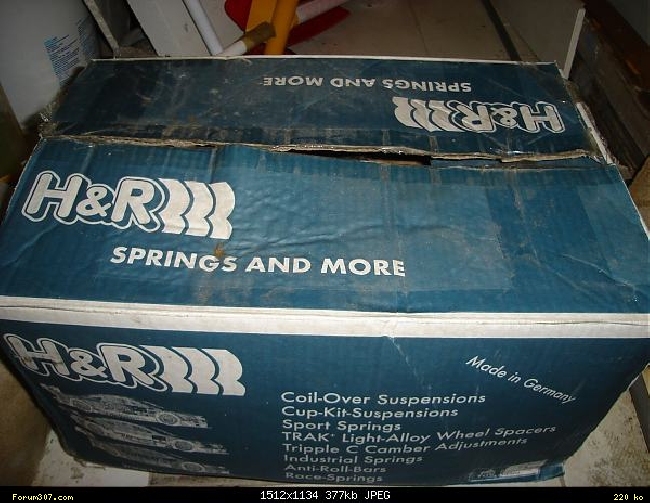 SPRINGS AND MORE
H&R
H&R
SPRINGS AND MORE
H&R
Made in Germany
Coil-Over Suspensions
Cup-Kit-Suspensions
Sport Springs
TRAK® Light-Alloy Wheel Spacers
Tripple C Camber Adjustments
Industrial Springs
Anti-Roll-Bars
Race-Springs
Forum307.com
1512x1134 377kb JPEG
220 ko